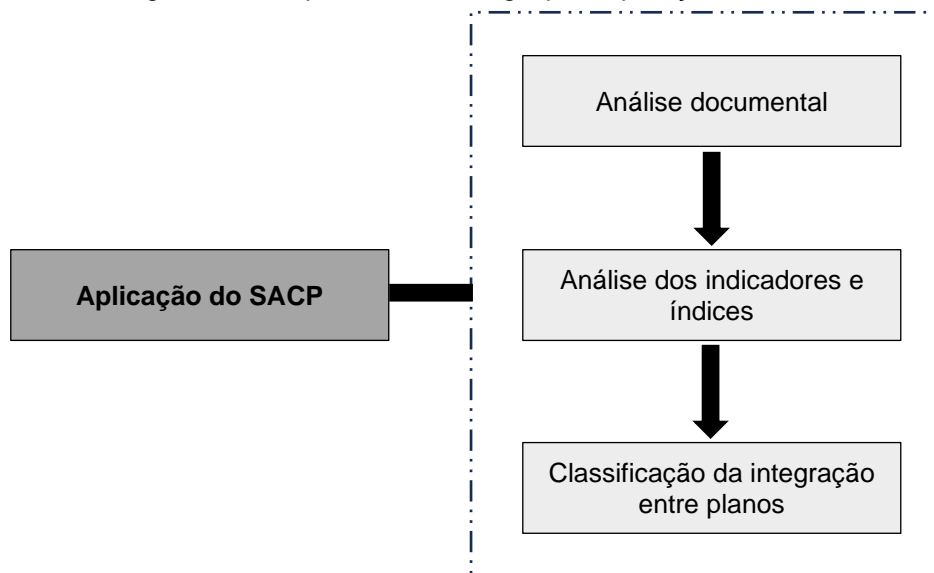 Análise documental
Aplicação do SACP
Análise dos indicadores e
índices
Classificação da integração
entre planos